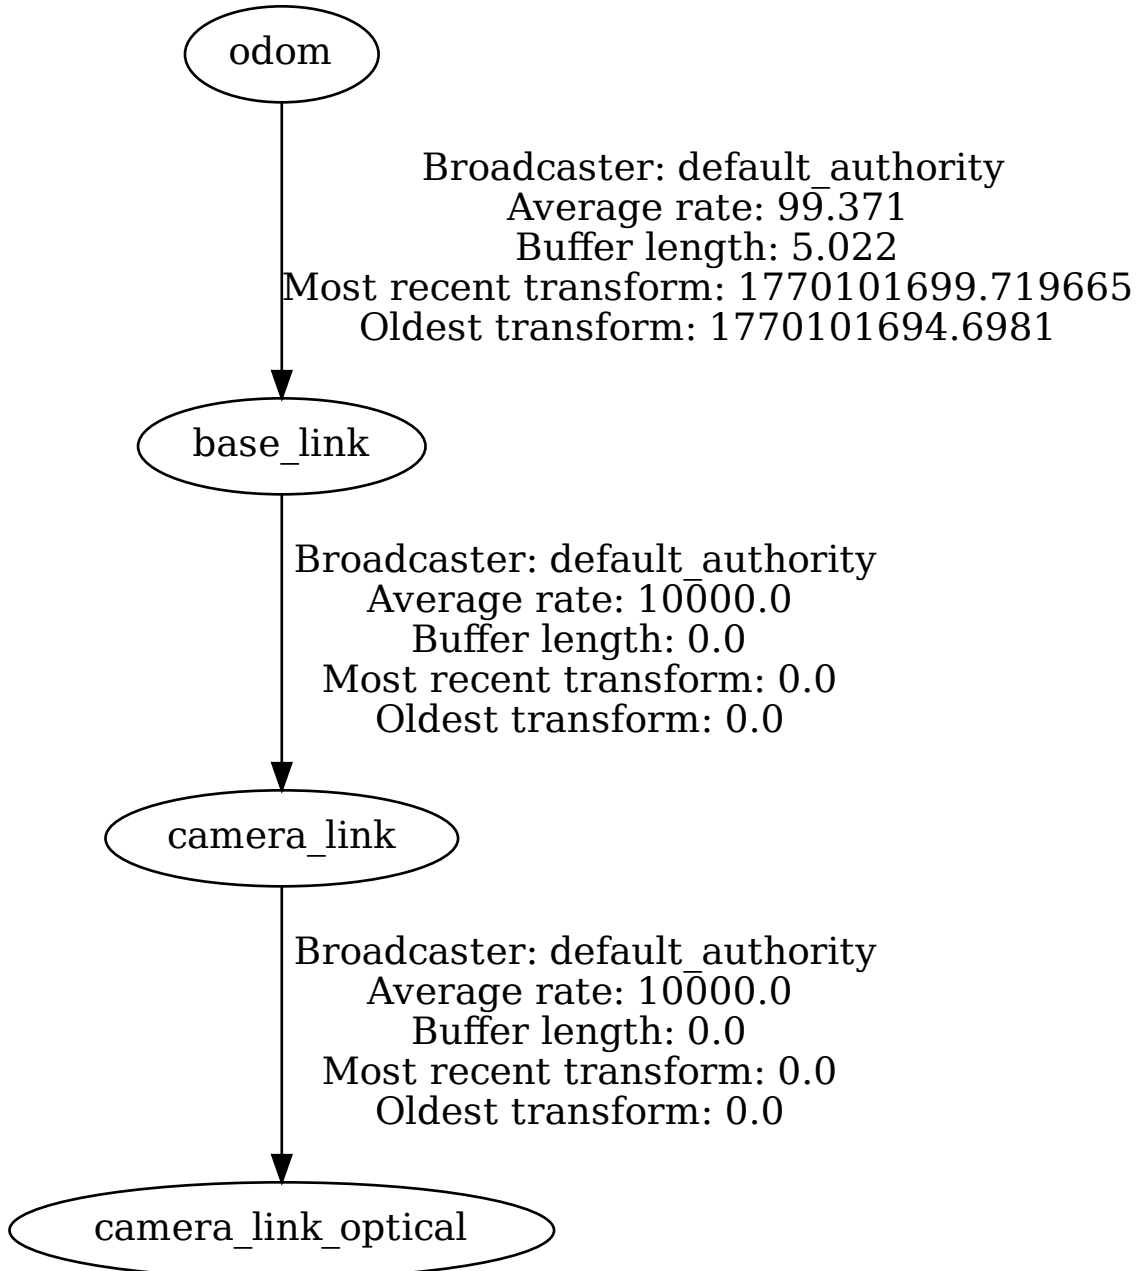 odom
Broadcaster: default_authority
Average rate: 99.371
Buffer length: 5.022
Most recent transform: 1770101699.719665
Oldest transform: 1770101694.6981
base_link
Broadcaster: default_authority
Average rate: 10000.0
Buffer length: 0.0
Most recent transform: 0.0
Oldest transform: 0.0
camera_link
Broadcaster: default_authority
Average rate: 10000.0
Buffer length: 0.0
Most recent transform: 0.0
Oldest transform: 0.0
camera_link_optical